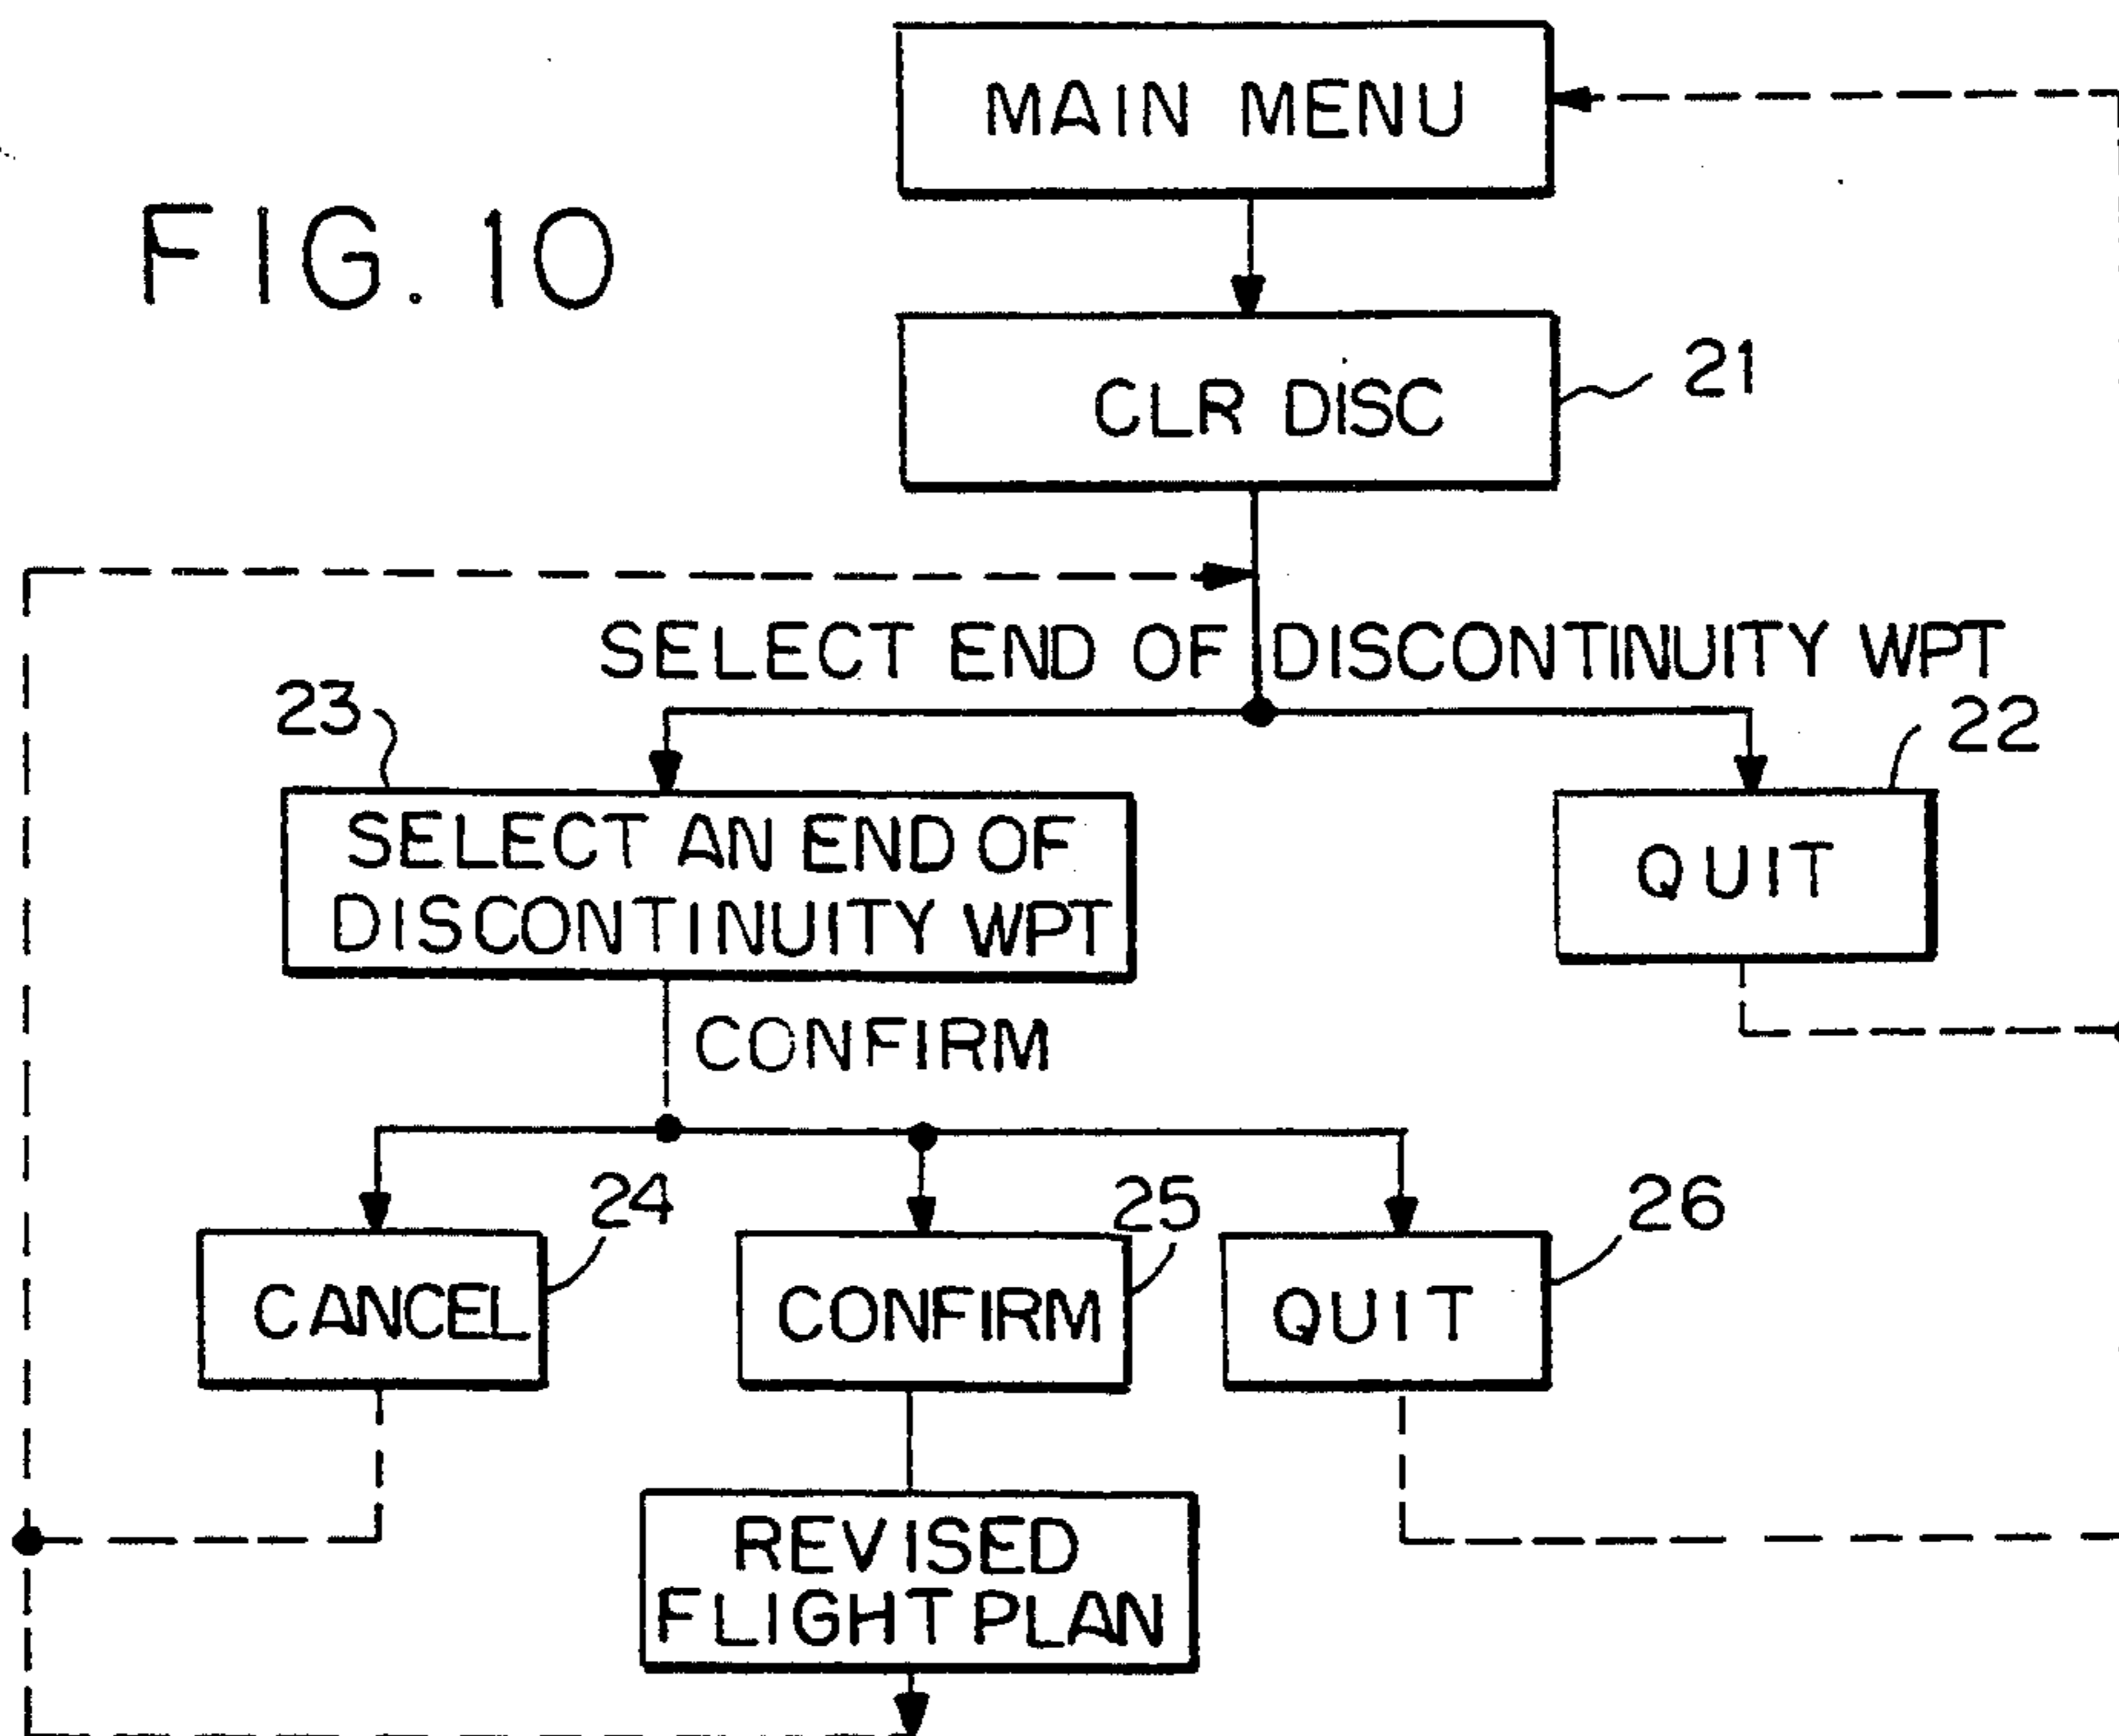 MAIN MENU
FIG. 10
CLR DISC
21
SELECT END OF DISCONTINUITY WPT
23
22
SELECT AN END OF
DISCONTINUITY WPT
QUIT
CONFIRM
24
25
26
CANCEL
CONFIRM
QUIT
REVISED
FLIGHT PLAN